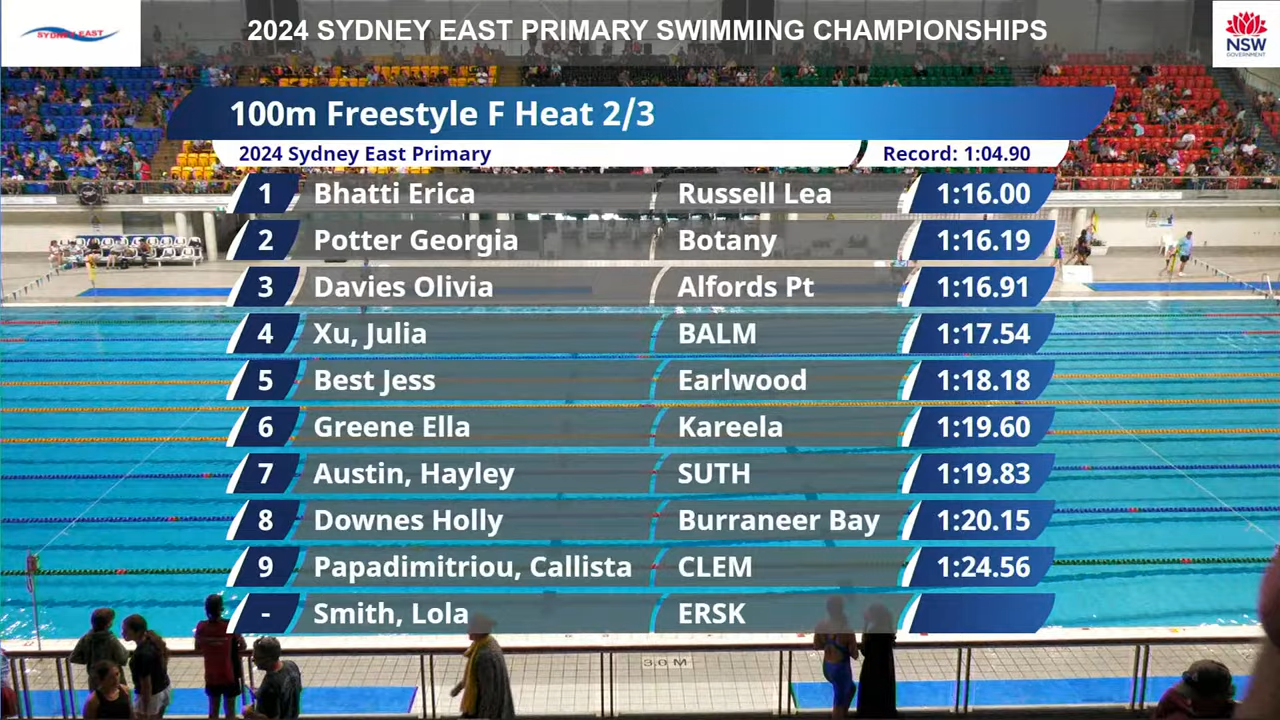 SYDNEY EAST
2024 SYDNEY EAST PRIMARY SWIMMING CHAMPIONSHIPS
NSW
GOVERNMENT
100m Freestyle F Heat 2/3
2024 Sydney East Primary Record: 1:04.90
1 Bhatti Erica Russell Lea 1:16.00
2 Potter Georgia Botany 1:16.19
3 Davies Olivia Alfords Pt 1:16.91
4 Xu, Julia BALM 1:17.54
5 Best Jess Earlwood 1:18.18
6 Greene Ella Kareela 1:19.60
7 Austin, Hayley SUTH 1:19.83
8 Downes Holly Burraneer Bay 1:20.15
9 Papadimitriou, Callista CLEM 1:24.56
- Smith, Lola ERSK
3.0 M